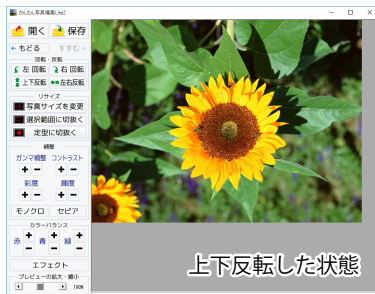 かんたん写真編集Lite2
開く 保存
もどる すすむ
回転・反転
左 回転 右 回転
上下反転 左右反転
リサイズ
写真サイズを変更
選択範囲に切抜く
定型に切抜く
補整
ガンマ補整 コントラスト
彩度 輝度
モノクロ セピア
カラーバランス
赤 青 緑
エフェクト
プレビューの拡大・縮小
100%
上下反転した状態